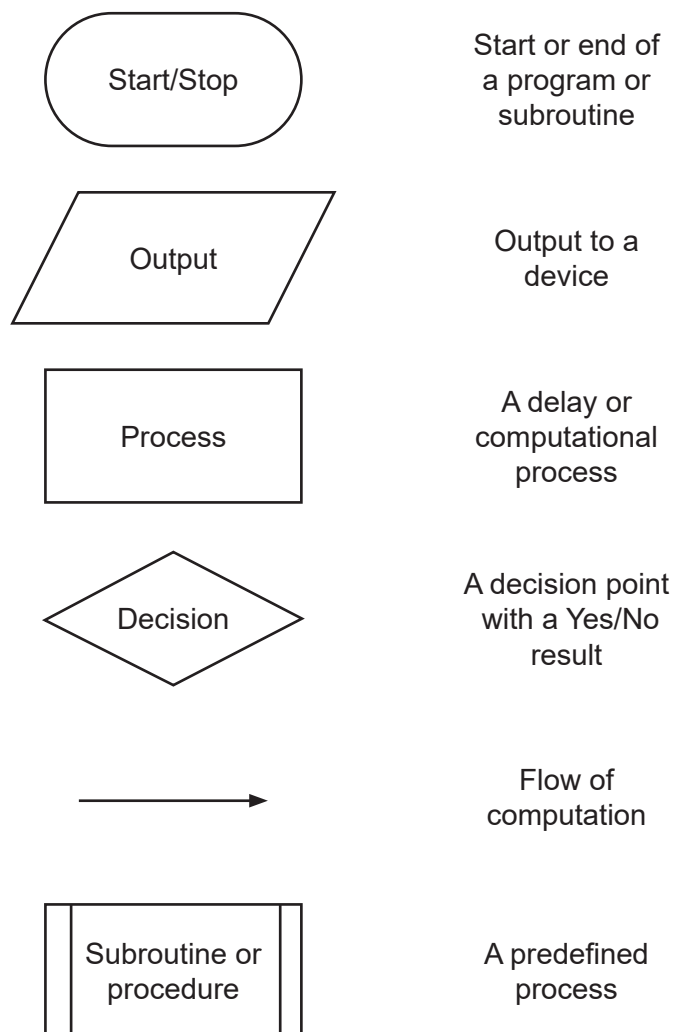 Start/Stop
Start or end of
a program or
subroutine
Output
Output to a
device
Process
A delay or
computational
process
Decision
A decision point
with a Yes/No
result
Flow of
computation
Subroutine or
procedure
A predefined
process